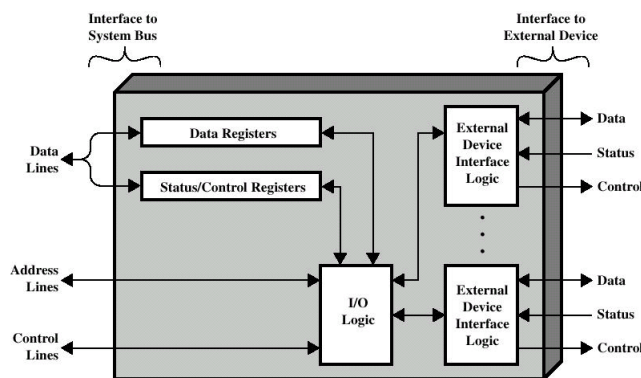 Interface to
System Bus
Interface to
External Device
Data
Lines
Data Registers
Status/Control Registers
External
Device
Interface
Logic
Data
Status
Control
Address
Lines
Control
Lines
I/O
Logic
External
Device
Interface
Logic
Data
Status
Control